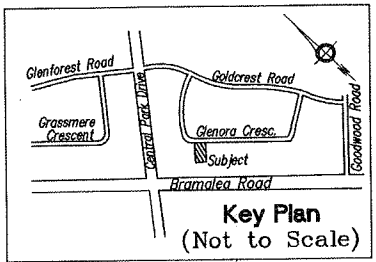 Glenforest Road
Goldcrest Road
Grassmere
Crescent
Central Park Drive
Glenora Cresc.
Goodwood Road
Subject
Bramalea Road
Key Plan
(Not to Scale)